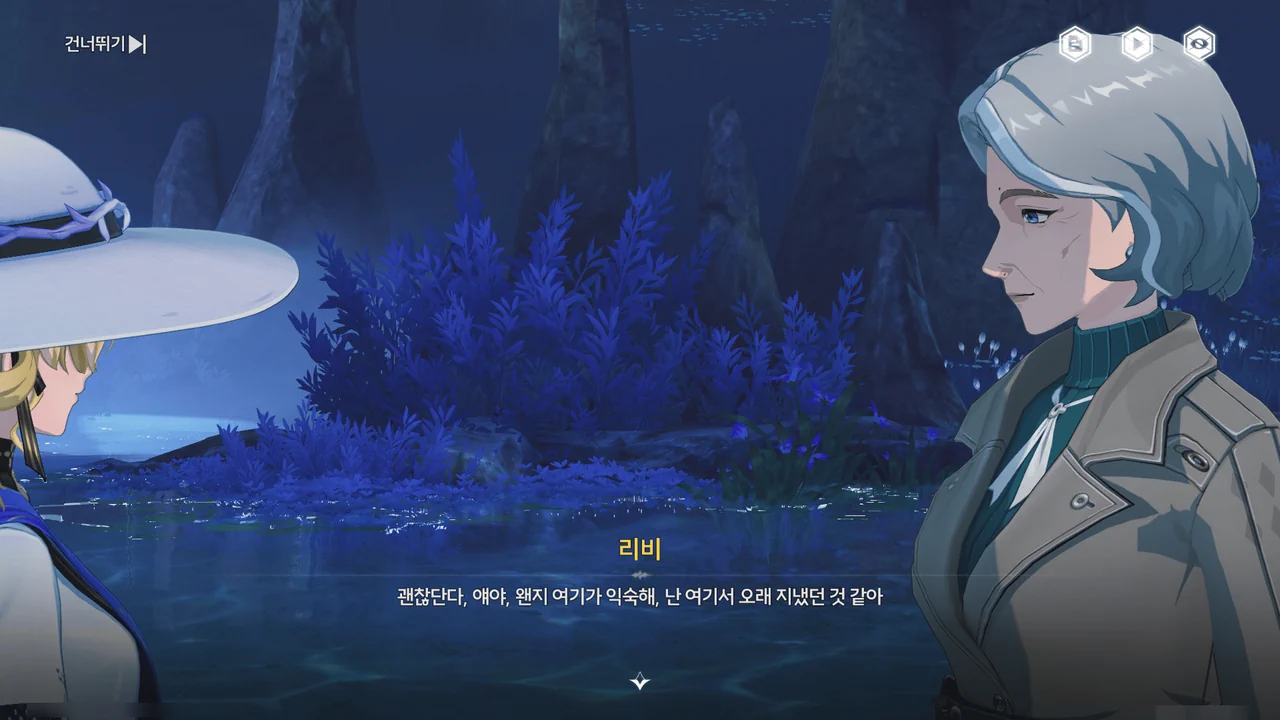 건너뛰기
리비
괜찮단다, 얘야, 왠지 여기가 익숙해, 난 여기서 오래 지냈던 것 같아